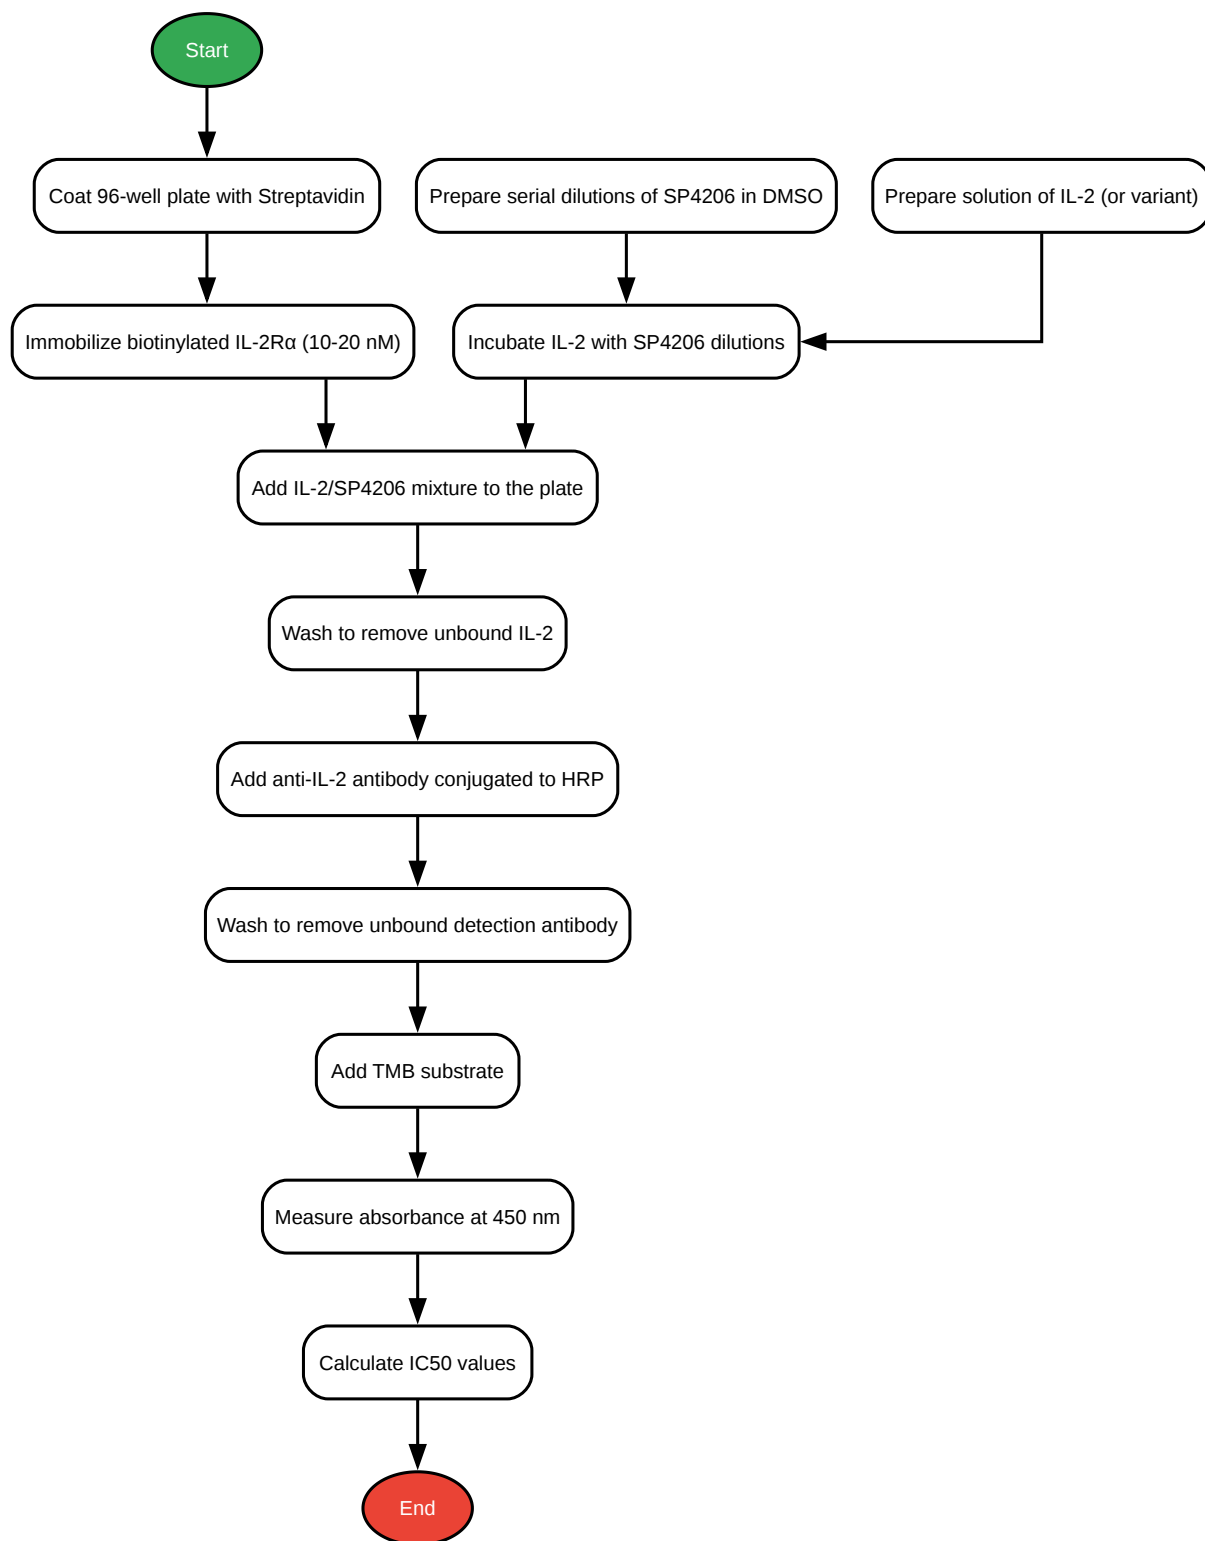 Start
Coat 96-well plate with Streptavidin
Prepare serial dilutions of SP4206 in DMSO
Prepare solution of IL-2 (or variant)
Immobilize biotinylated IL-2Rα (10-20 nM)
Incubate IL-2 with SP4206 dilutions
Add IL-2/SP4206 mixture to the plate
Wash to remove unbound IL-2
Add anti-IL-2 antibody conjugated to HRP
Wash to remove unbound detection antibody
Add TMB substrate
Measure absorbance at 450 nm
Calculate IC50 values
End